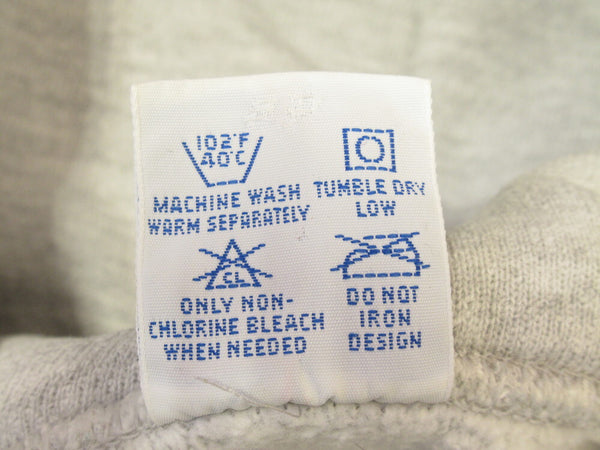 102°F
40°C
MACHINE WASH
WARM SEPARATELY
TUMBLE DRY
LOW
CL
ONLY NON-
CHLORINE BLEACH
WHEN NEEDED
DO NOT
IRON
DESIGN